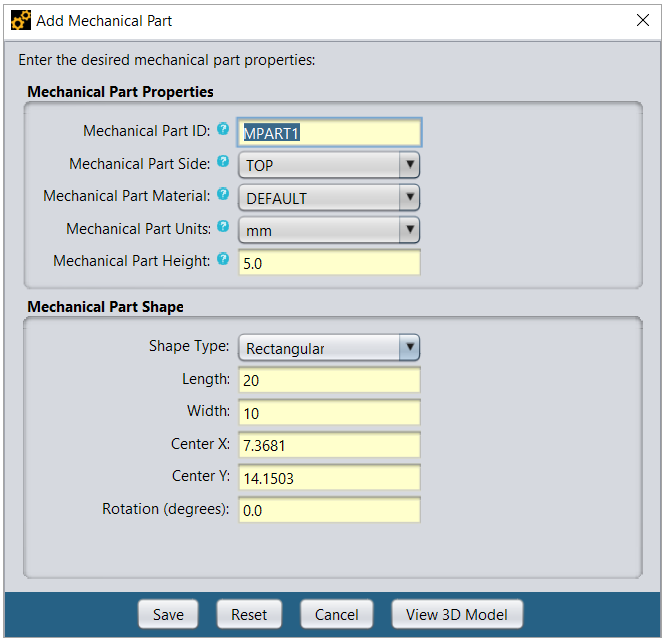 Add Mechanical Part
Enter the desired mechanical part properties:
Mechanical Part Properties
Mechanical Part ID: ? MPART1
Mechanical Part Side: ? TOP
Mechanical Part Material: ? DEFAULT
Mechanical Part Units: ? mm
Mechanical Part Height: ? 5.0
Mechanical Part Shape
Shape Type: Rectangular
Length: 20
Width: 10
Center X: 7.3681
Center Y: 14.1503
Rotation (degrees): 0.0
Save Reset Cancel View 3D Model